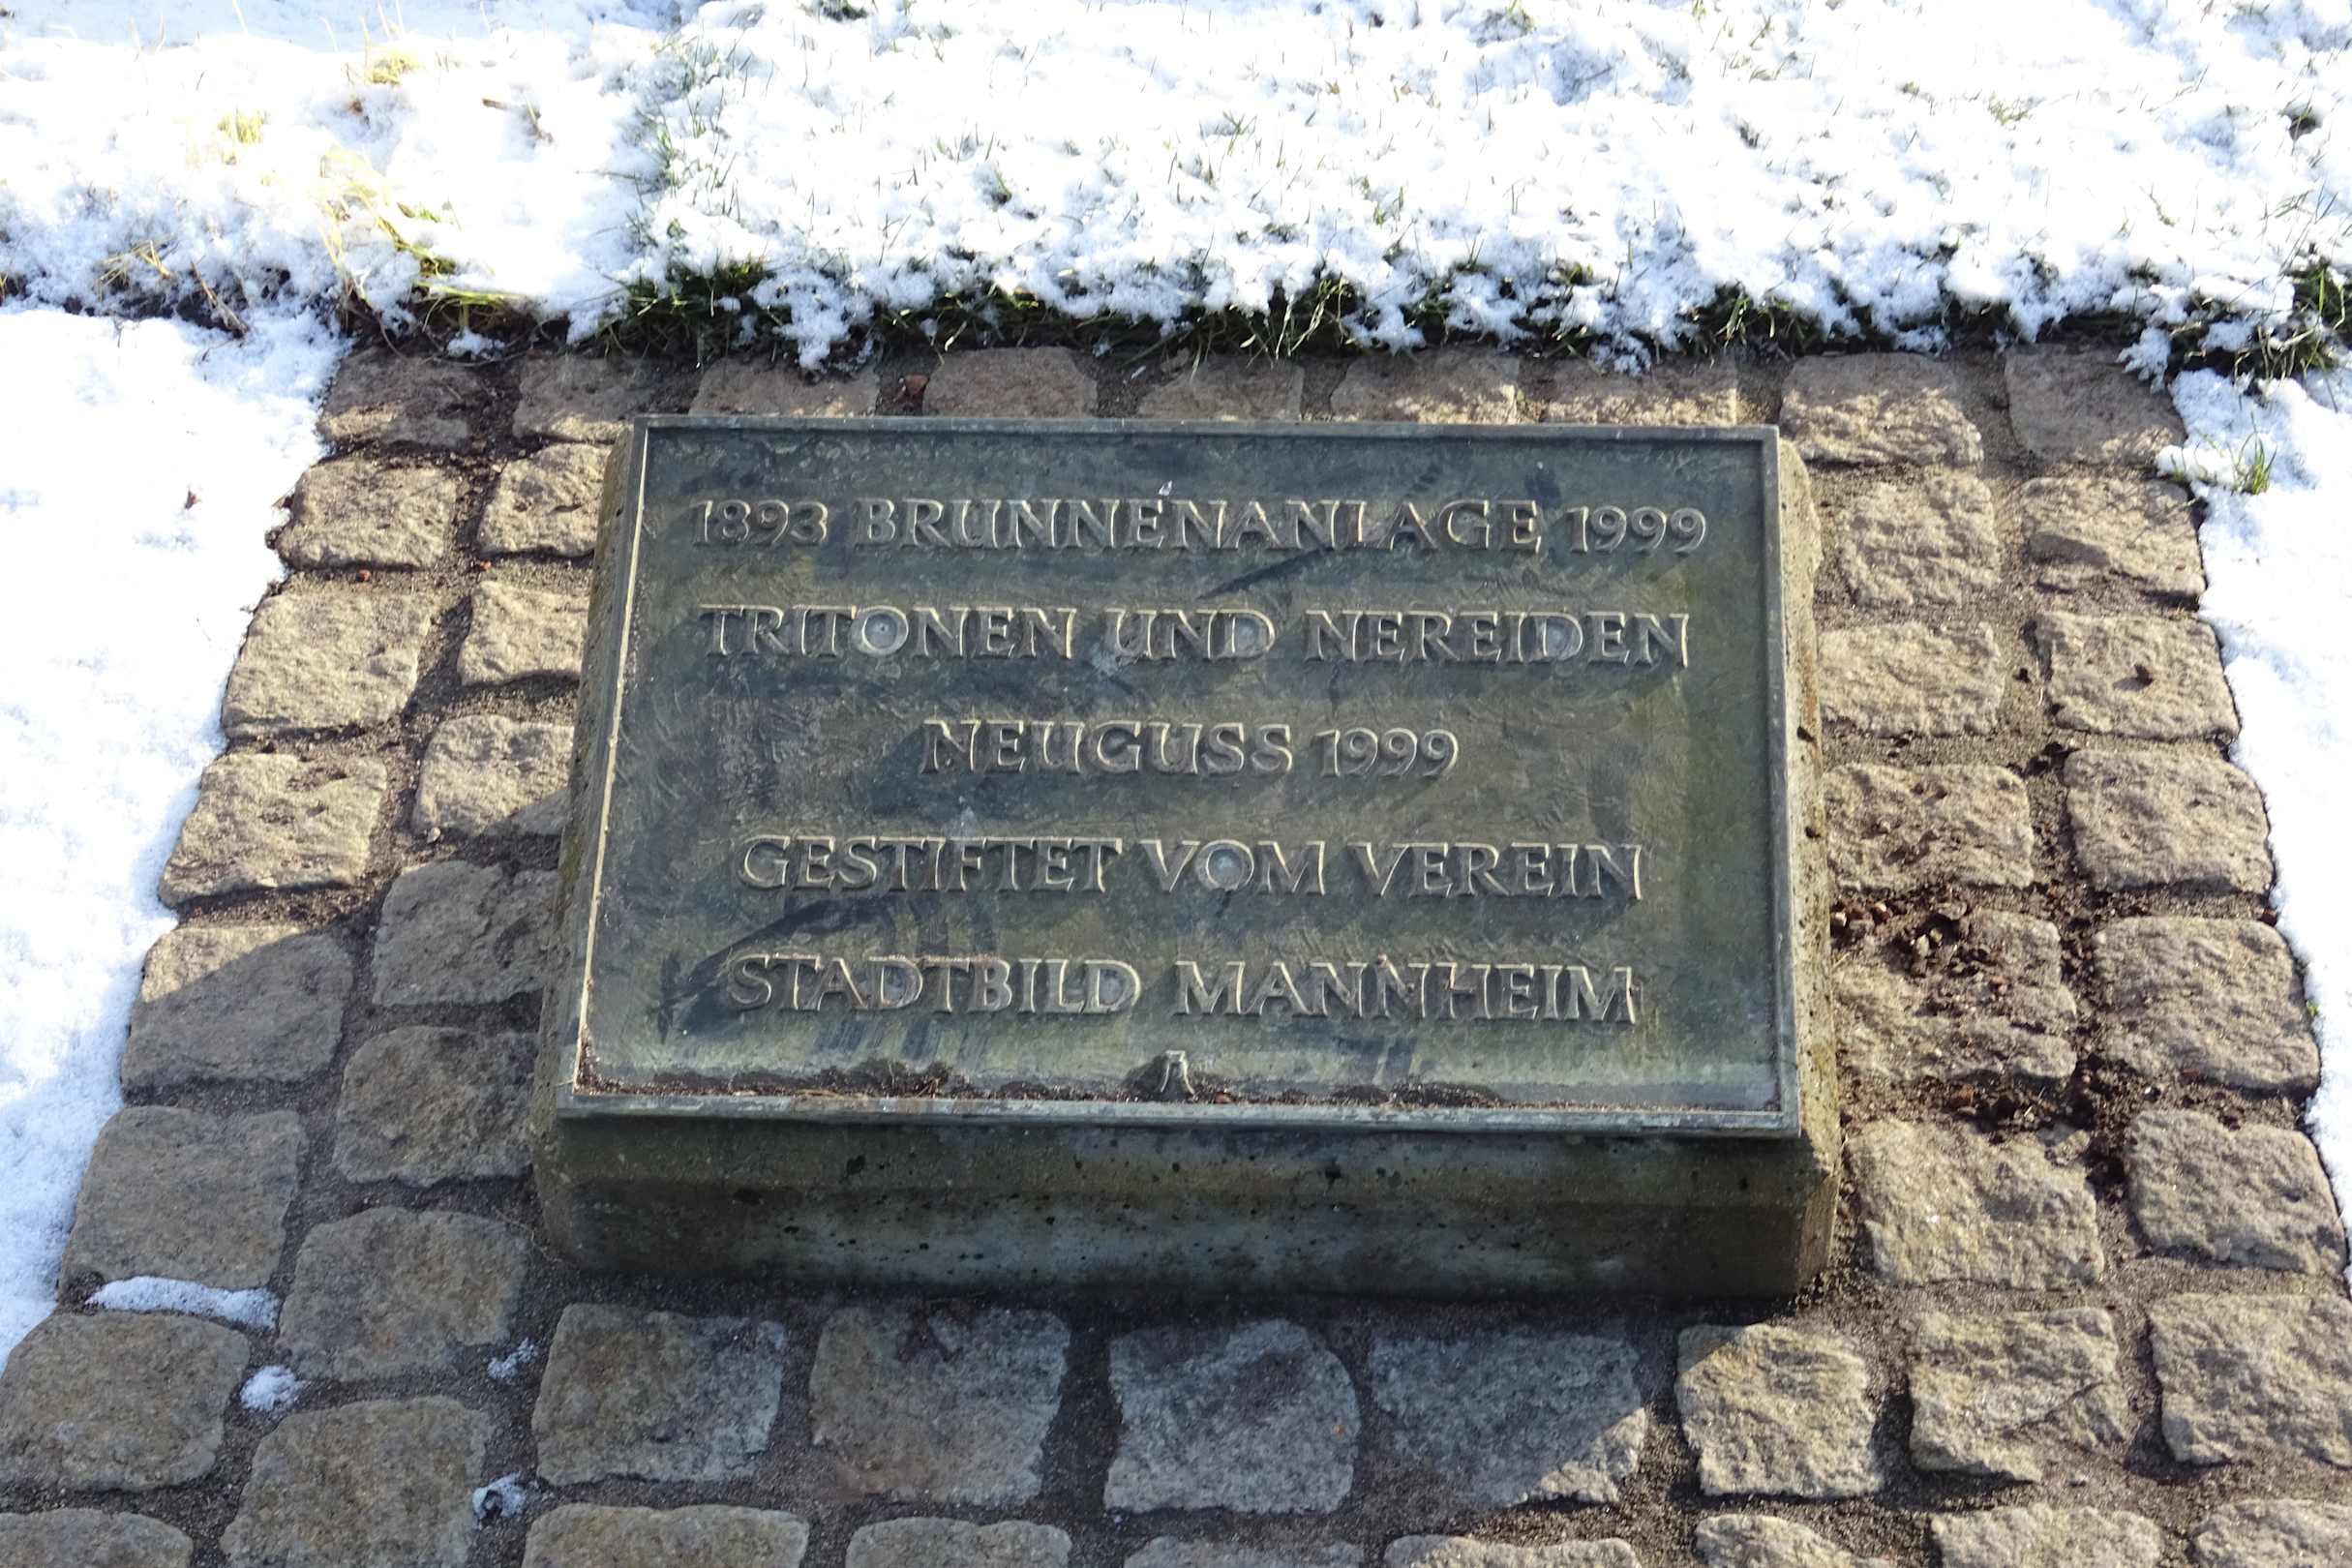 1893 BRUNNENANLAGE 1999
TRITONEN UND NEREIDEN
NEUGUSS 1999
GESTIFTET VOM VEREIN
STADTBILD MANNHEIM